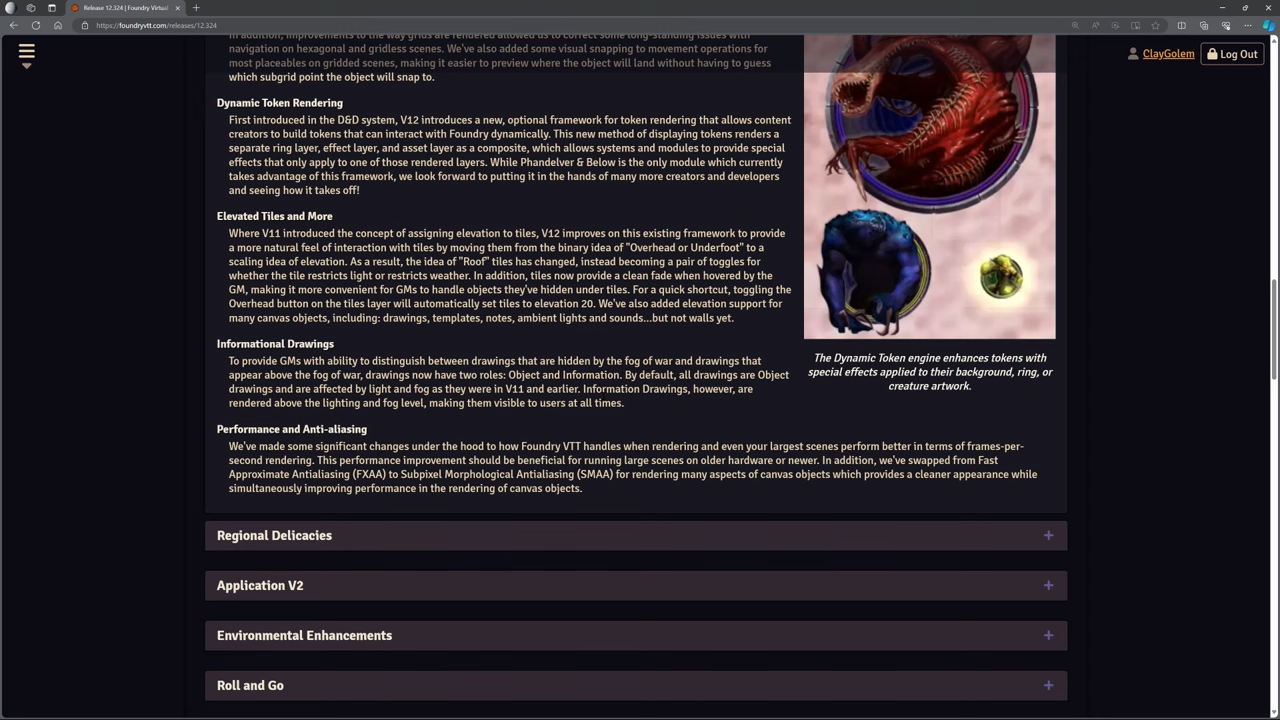 Release 12.324 | Foundry Virtual
https://foundryvtt.com/releases/12.324
ClayGolem
Log Out
In addition, improvements to the way grids are rendered allowed us to correct some long-standing issues with
navigation on hexagonal and gridless scenes. We've also added some visual snapping to movement operations for
most placeables on gridded scenes, making it easier to preview where the object will land without having to guess
which subgrid point the object will snap to.
Dynamic Token Rendering
First introduced in the D&D system, V12 introduces a new, optional framework for token rendering that allows content
creators to build tokens that can interact with Foundry dynamically. This new method of displaying tokens renders a
separate ring layer, effect layer, and asset layer as a composite, which allows systems and modules to provide special
effects that only apply to one of those rendered layers. While Phandelver & Below is the only module which currently
takes advantage of this framework, we look forward to putting it in the hands of many more creators and developers
and seeing how it takes off!
Elevated Tiles and More
Where V11 introduced the concept of assigning elevation to tiles, V12 improves on this existing framework to provide
a more natural feel of interaction with tiles by moving them from the binary idea of "Overhead or Underfoot" to a
scaling idea of elevation. As a result, the idea of "Roof" tiles has changed, instead becoming a pair of toggles for
whether the tile restricts light or restricts weather. In addition, tiles now provide a clean fade when hovered by the
GM, making it more convenient for GMs to handle objects they've hidden under tiles. For a quick shortcut, toggling the
Overhead button on the tiles layer will automatically set tiles to elevation 20. We've also added elevation support for
many canvas objects, including: drawings, templates, notes, ambient lights and sounds...but not walls yet.
Informational Drawings
To provide GMs with ability to distinguish between drawings that are hidden by the fog of war and drawings that
appear above the fog of war, drawings now have two roles: Object and Information. By default, all drawings are Object
drawings and are affected by light and fog as they were in V11 and earlier. Information Drawings, however, are
rendered above the lighting and fog level, making them visible to users at all times.
The Dynamic Token engine enhances tokens with
special effects applied to their background, ring, or
creature artwork.
Performance and Anti-aliasing
We've made some significant changes under the hood to how Foundry VTT handles when rendering and even your largest scenes perform better in terms of frames-per-
second rendering. This performance improvement should be beneficial for running large scenes on older hardware or newer. In addition, we've swapped from Fast
Approximate Antialiasing (FXAA) to Subpixel Morphological Antialiasing (SMAA) for rendering many aspects of canvas objects which provides a cleaner appearance while
simultaneously improving performance in the rendering of canvas objects.
Regional Delicacies
Application V2
Environmental Enhancements
Roll and Go